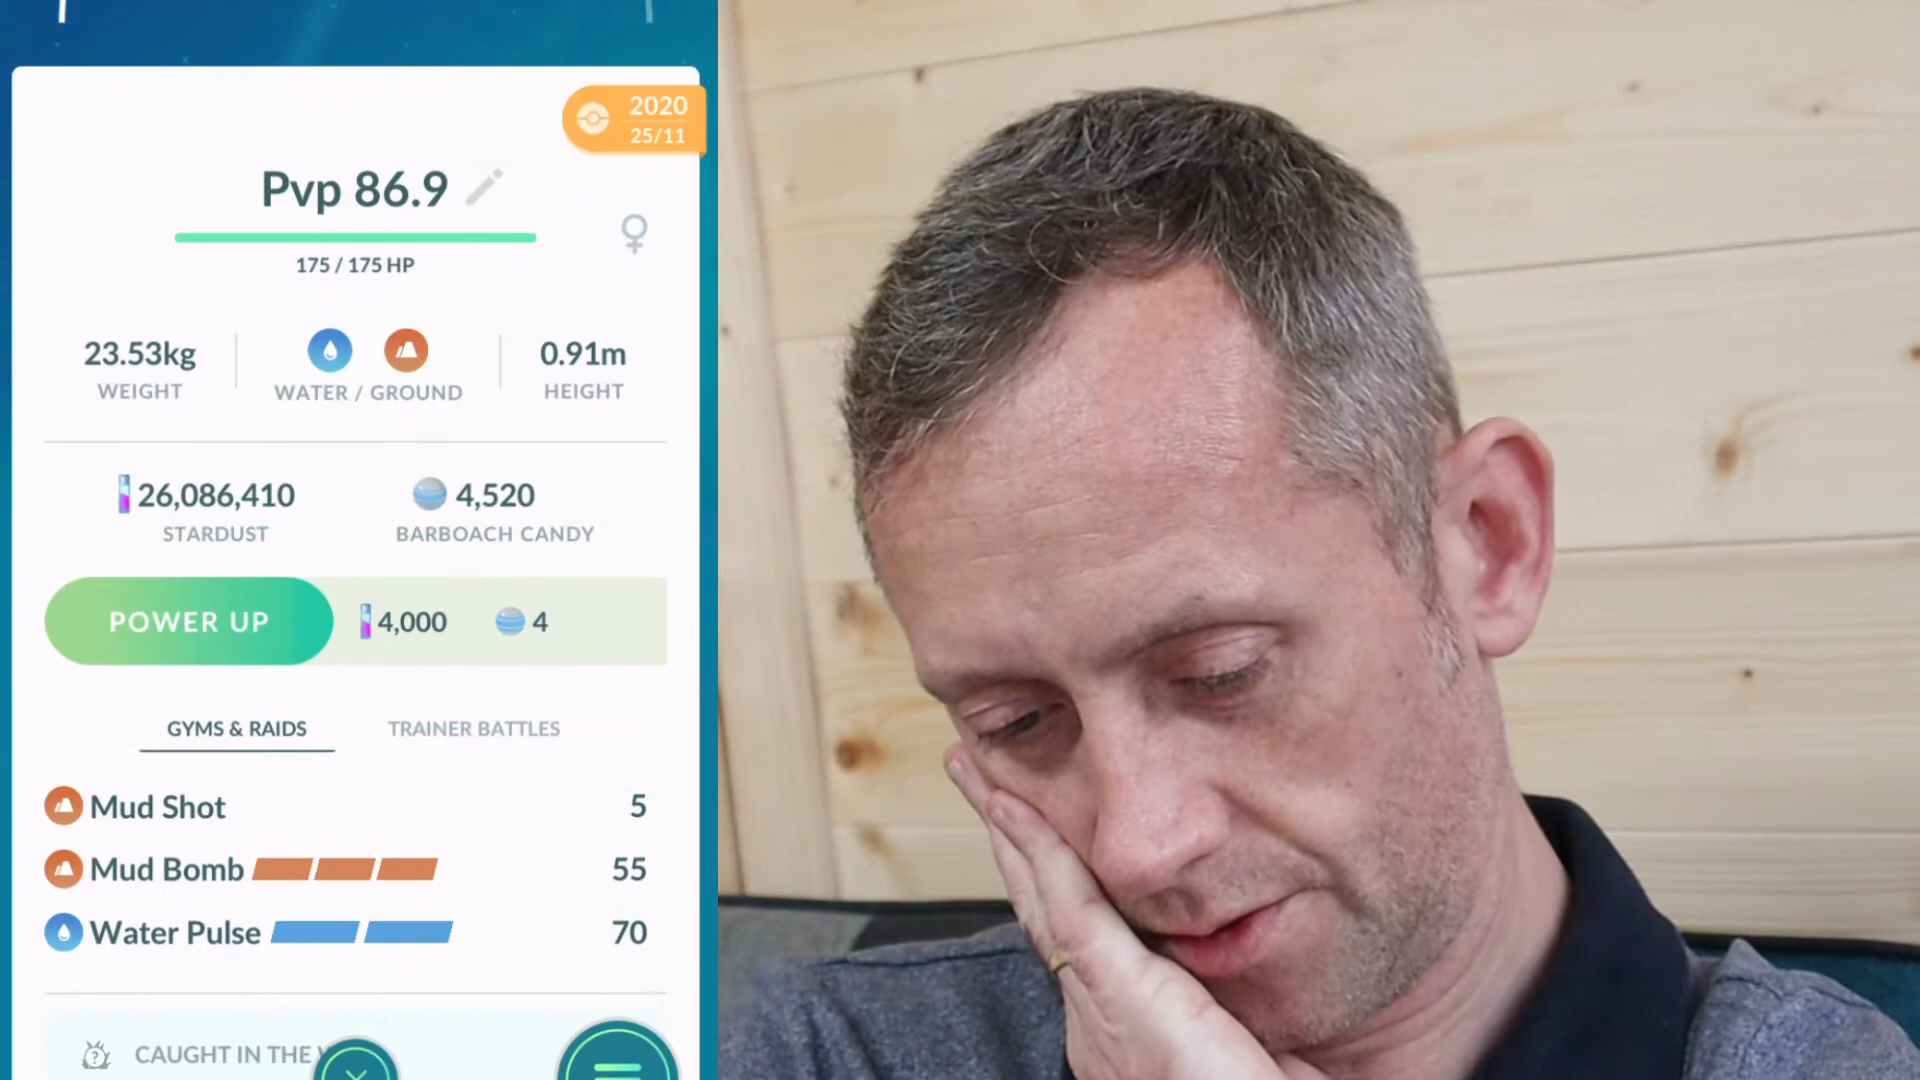 2020
25/11
Pvp 86.9
175 / 175 HP
23.53kg
WEIGHT
WATER / GROUND
0.91m
HEIGHT
26,086,410
STARDUST
4,520
BARBOACH CANDY
POWER UP
4,000
4
GYMS & RAIDS
TRAINER BATTLES
Mud Shot 5
Mud Bomb 55
Water Pulse 70
CAUGHT IN THE